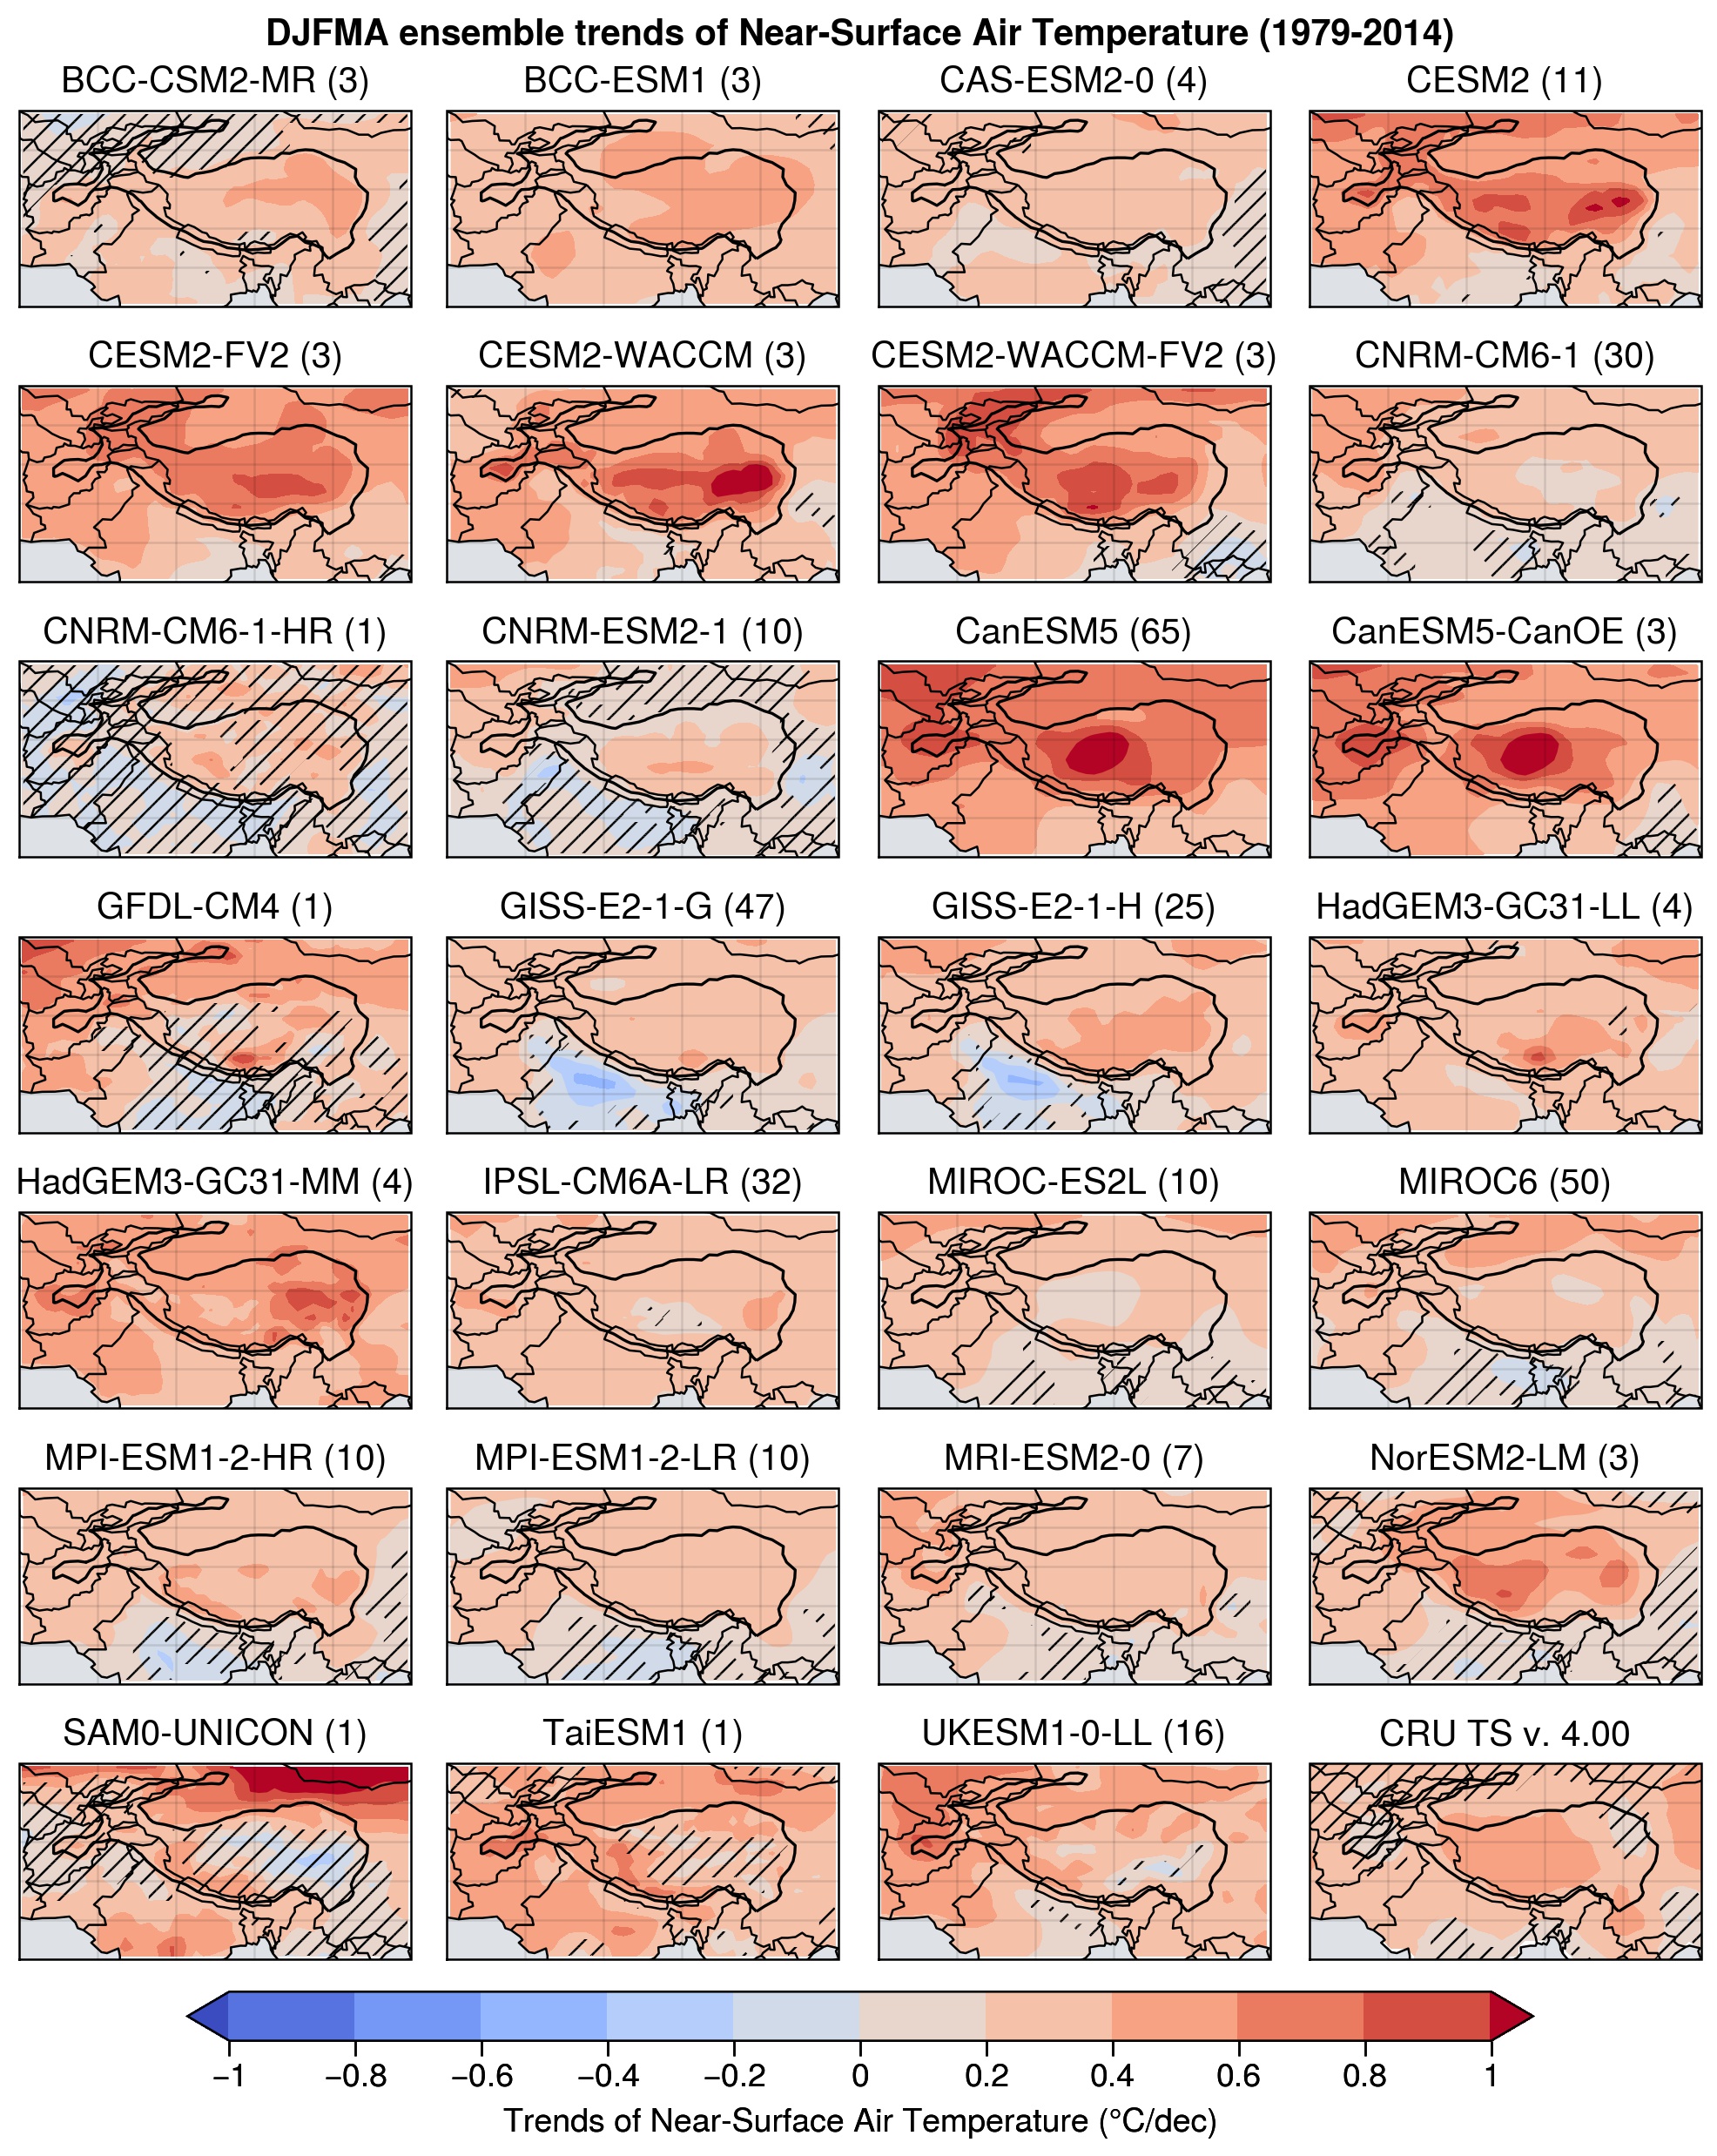 DJFMA ensemble trends of Near-Surface Air Temperature (1979-2014)
BCC-CSM2-MR (3)
BCC-ESM1 (3)
CAS-ESM2-0 (4)
CESM2 (11)
CESM2-FV2 (3)
CESM2-WACCM (3)
CESM2-WACCM-FV2 (3)
CNRM-CM6-1 (30)
CNRM-CM6-1-HR (1)
CNRM-ESM2-1 (10)
CanESM5 (65)
CanESM5-CanOE (3)
GFDL-CM4 (1)
GISS-E2-1-G (47)
GISS-E2-1-H (25)
HadGEM3-GC31-LL (4)
HadGEM3-GC31-MM (4)
IPSL-CM6A-LR (32)
MIROC-ES2L (10)
MIROC6 (50)
MPI-ESM1-2-HR (10)
MPI-ESM1-2-LR (10)
MRI-ESM2-0 (7)
NorESM2-LM (3)
SAM0-UNICON (1)
TaiESM1 (1)
UKESM1-0-LL (16)
CRU TS v. 4.00
−1 −0.8 −0.6 −0.4 −0.2 0 0.2 0.4 0.6 0.8 1
Trends of Near-Surface Air Temperature (°C/dec)